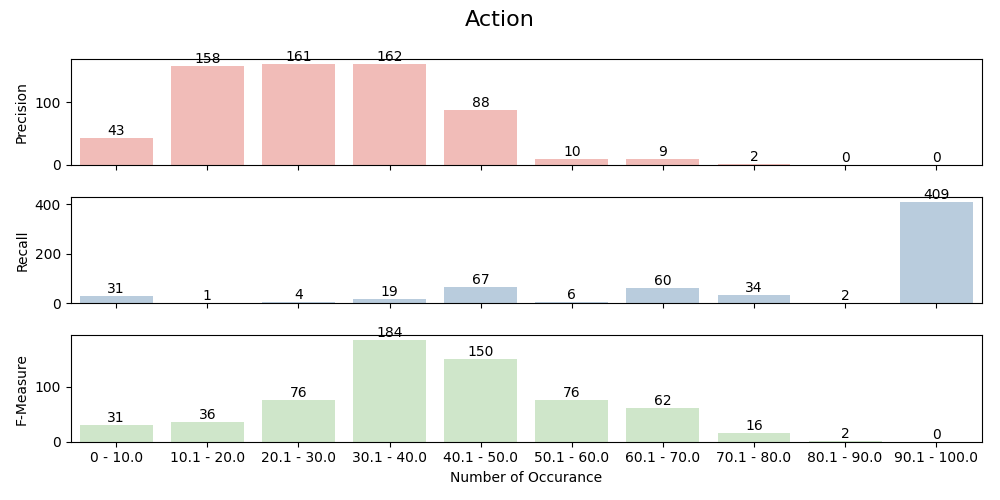 Action
Precision
100
0
43 158 161 162 88 10 9 2 0 0
Recall
400
200
0
31 1 4 19 67 6 60 34 2 409
F-Measure
100
0
31 36 76 184 150 76 62 16 2 0
0 - 10.0 10.1 - 20.0 20.1 - 30.0 30.1 - 40.0 40.1 - 50.0 50.1 - 60.0 60.1 - 70.0 70.1 - 80.0 80.1 - 90.0 90.1 - 100.0
Number of Occurance